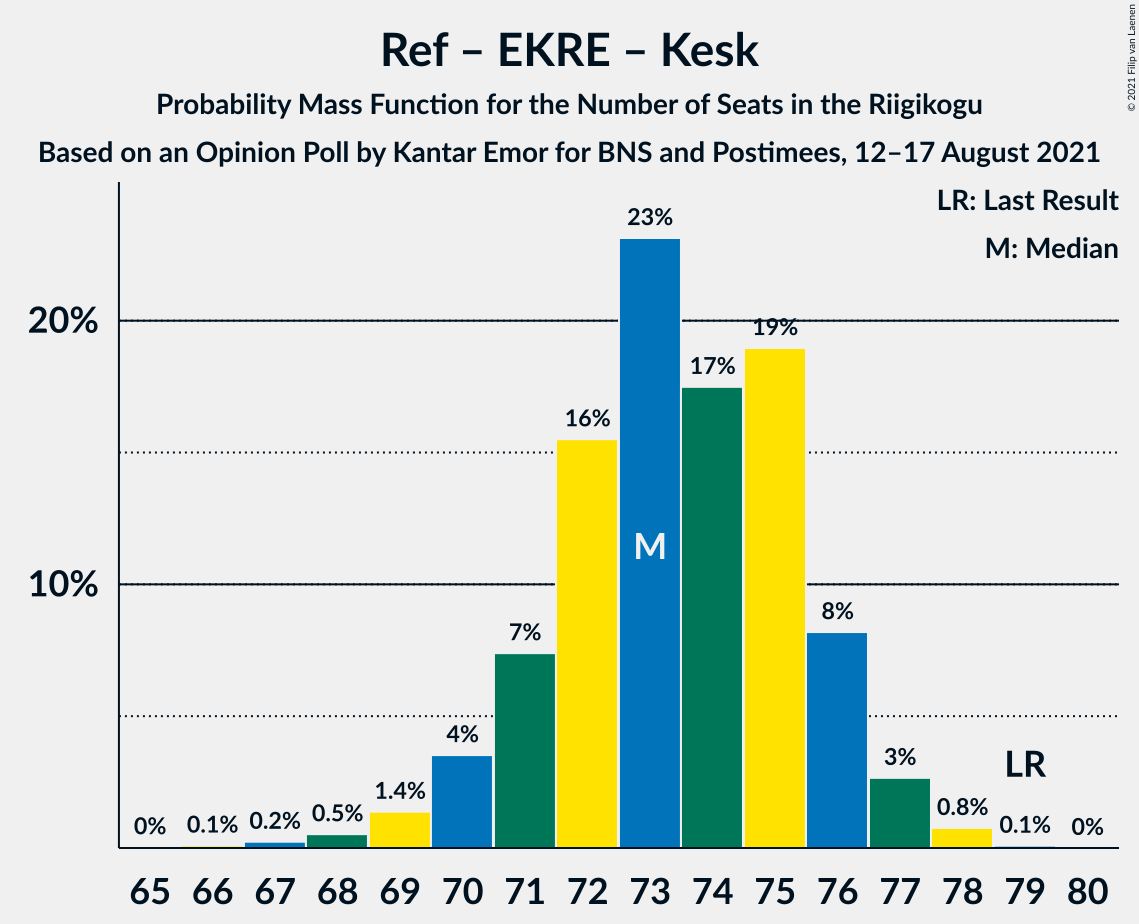 Ref – EKRE – Kesk
Probability Mass Function for the Number of Seats in the Riigikogu
Based on an Opinion Poll by Kantar Emor for BNS and Postimees, 12–17 August 2021
© 2021 Filip van Laenen
LR: Last Result
M: Median
20%
10%
0%
0.1%
0.2%
0.5%
1.4%
4%
7%
16%
23%
17%
19%
8%
3%
0.8%
0.1%
0%
M
LR
65 66 67 68 69 70 71 72 73 74 75 76 77 78 79 80